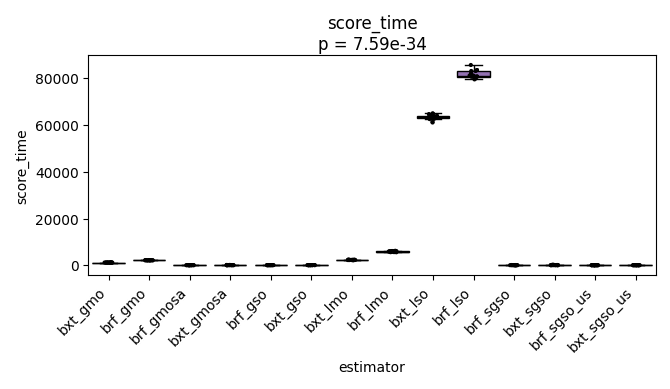 score_time
p = 7.59e-34
score_time
80000
60000
40000
20000
0
bxt_gmo
brf_gmo
brf_gmosa
bxt_gmosa
brf_gso
bxt_gso
bxt_lmo
brf_lmo
bxt_lso
brf_lso
brf_sgso
bxt_sgso
brf_sgso_us
bxt_sgso_us
estimator